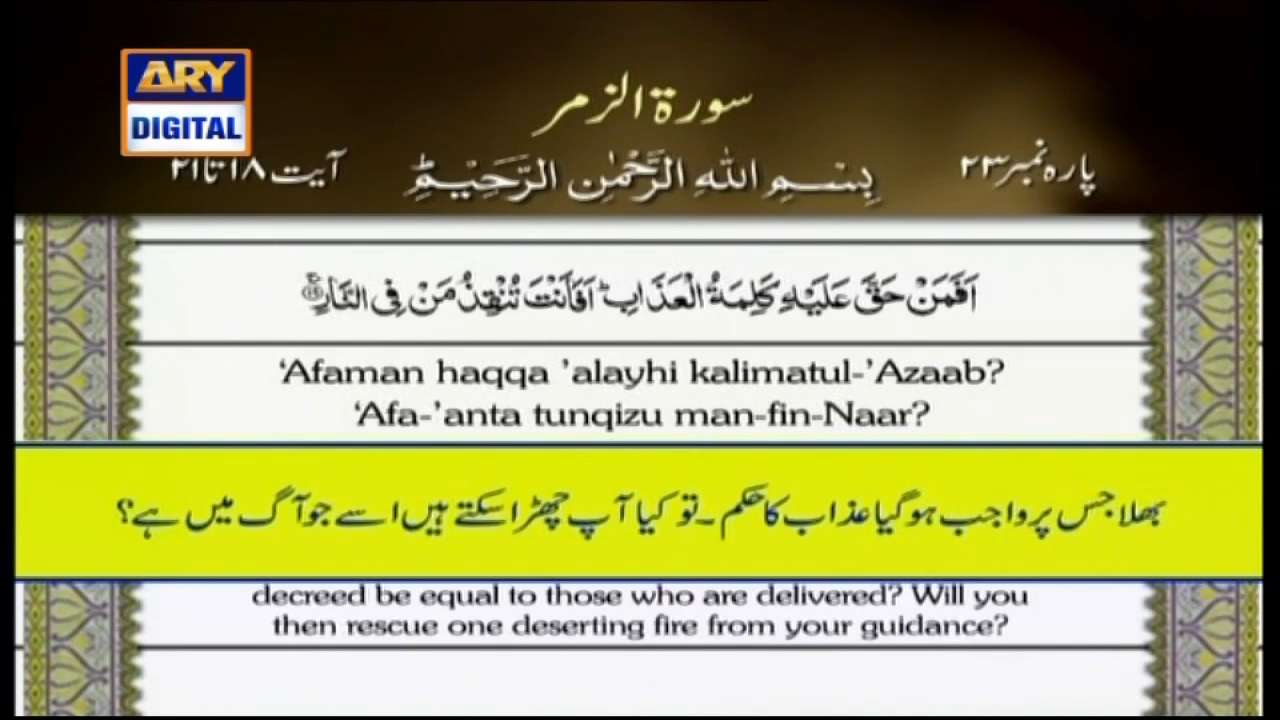 ARY
DIGITAL
سورة الزمر
پارہ نمبر ۲۳
بِسْمِ اللهِ الرَّحْمٰنِ الرَّحِيْمِ
آیت ۱۸ تا ۲۱
اَفَمَنْ حَقَّ عَلَيْهِ كَلِمَةُ الْعَذَابِ ؕ اَفَاَنْتَ تُنْقِذُ مَنْ فِي النَّارِ ۚ ﴿۱۹﴾
‘Afaman haqqa ’alayhi kalimatul-’Azaab?
‘Afa-’anta tunqizu man-fin-Naar?
بھلا جس پر واجب ہو گیا عذاب کا حکم ۔ تو کیا آپ چھڑا سکتے ہیں اسے جو آگ میں ہے؟
decreed be equal to those who are delivered? Will you
then rescue one deserting fire from your guidance?